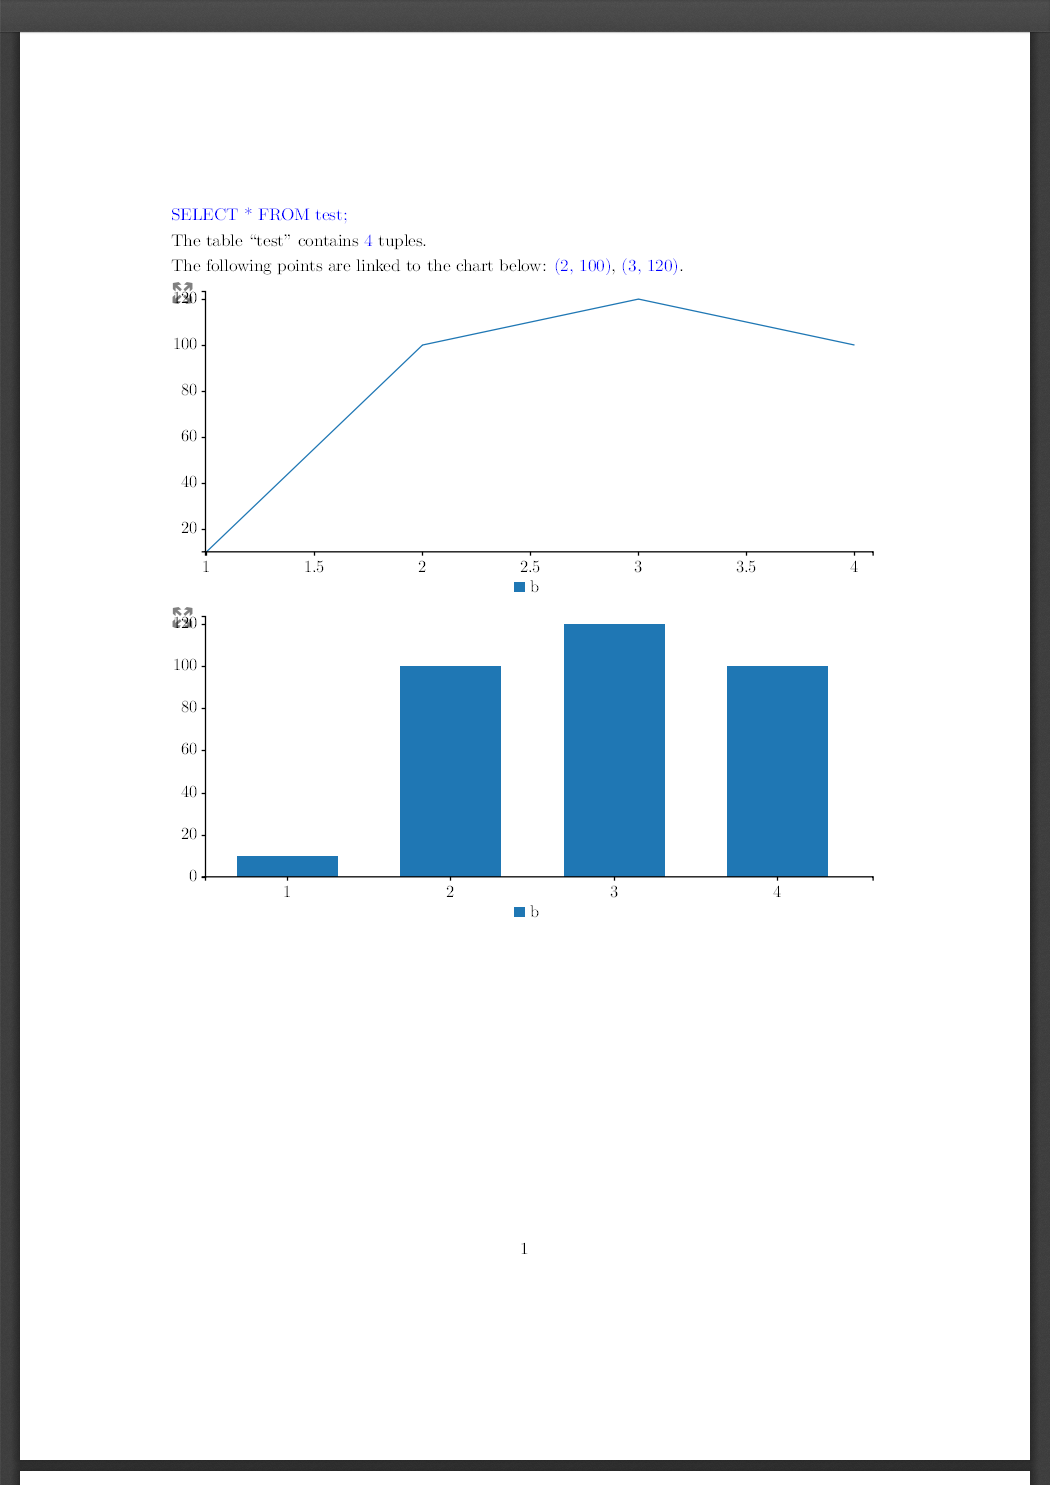 SELECT * FROM test;
The table “test” contains 4 tuples.
The following points are linked to the chart below: (2, 100), (3, 120).
120
100
80
60
40
20
1 1.5 2 2.5 3 3.5 4
b
120
100
80
60
40
20
0
1 2 3 4
b
1